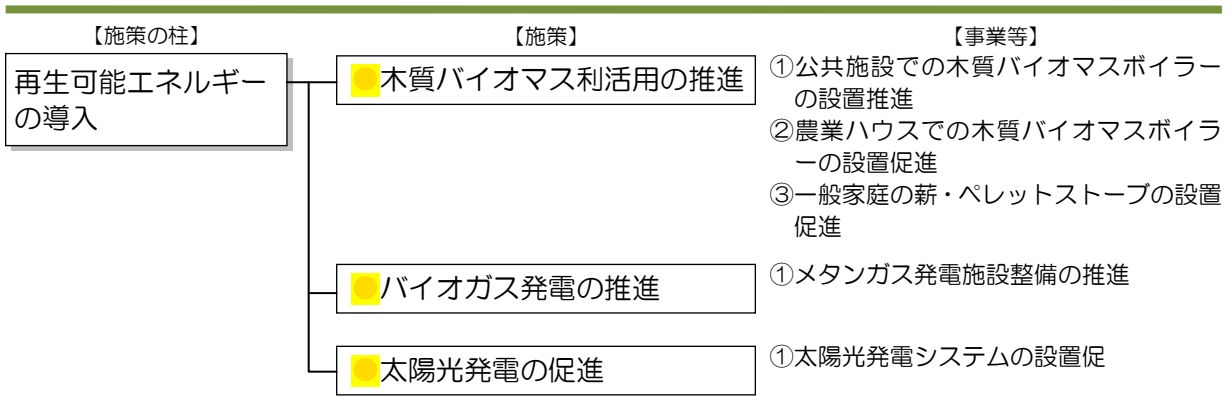 【施策の柱】
【施策】
【事業等】
再生可能エネルギー
の導入
木質バイオマス利活用の推進
①公共施設での木質バイオマスボイラー
の設置推進
②農業ハウスでの木質バイオマスボイラ
ーの設置促進
③一般家庭の薪・ペレットストーブの設置
促進
バイオガス発電の推進
①メタンガス発電施設整備の推進
太陽光発電の促進
①太陽光発電システムの設置促